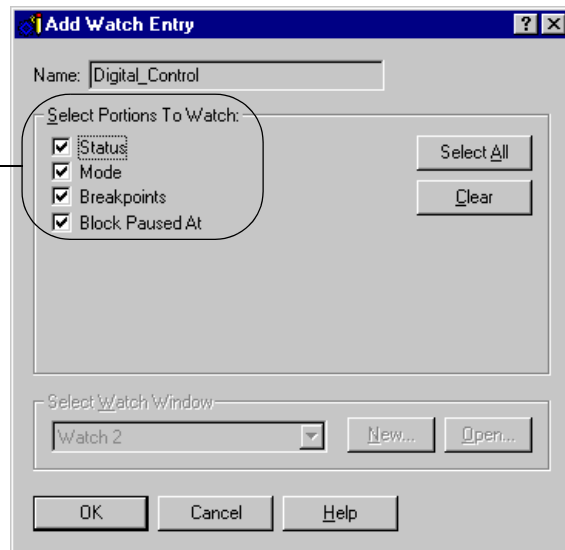 Add Watch Entry
Name: Digital_Control
Select Portions To Watch:
Status
Mode
Breakpoints
Block Paused At
Select All
Clear
Select Watch Window
Watch 2
New...
Open...
OK
Cancel
Help